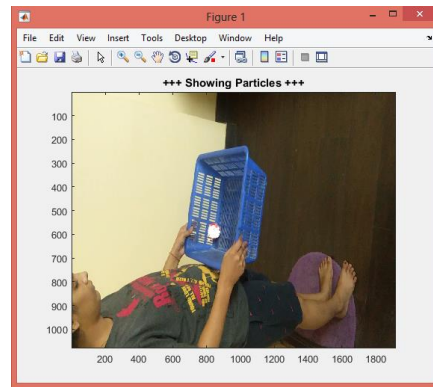 Figure 1
File Edit View Insert Tools Desktop Window Help
+++ Showing Particles +++
100
200
300
400
500
600
700
800
900
1000
200 400 600 800 1000 1200 1400 1600 1800